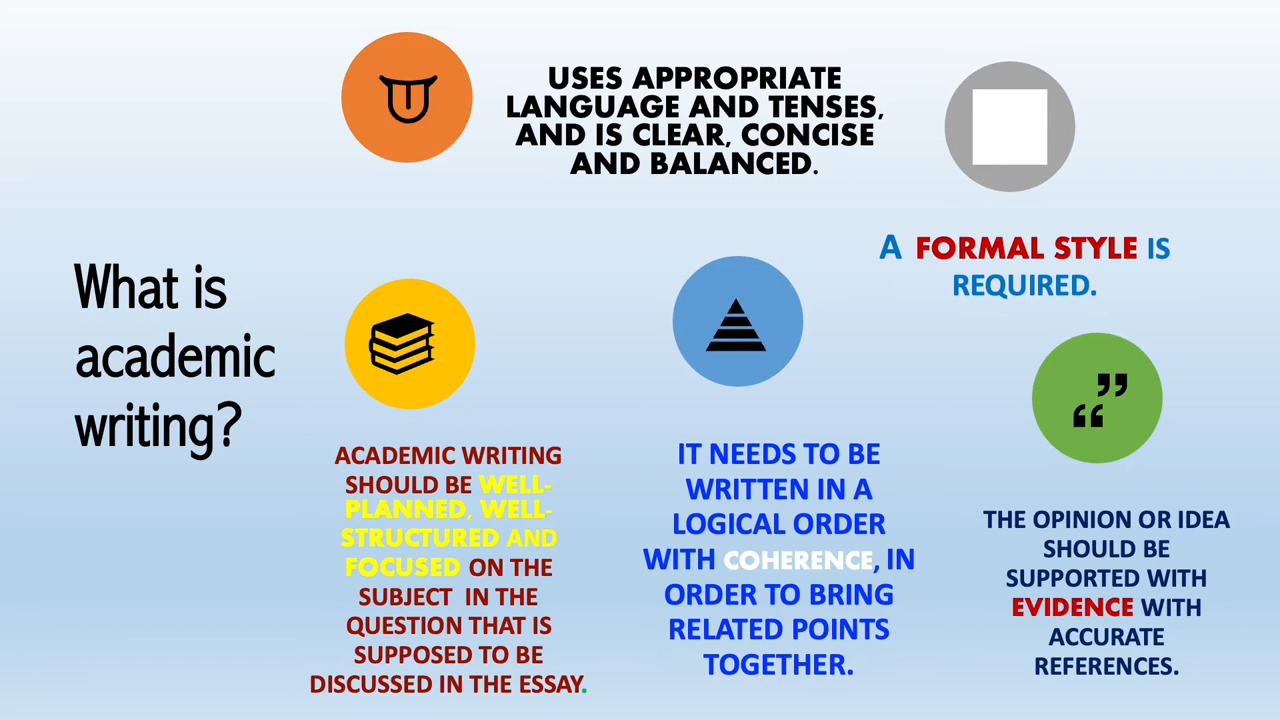 What is
academic
writing?
USES APPROPRIATE
LANGUAGE AND TENSES,
AND IS CLEAR, CONCISE
AND BALANCED.
A FORMAL STYLE IS
REQUIRED.
ACADEMIC WRITING
SHOULD BE WELL-
PLANNED, WELL-
STRUCTURED AND
FOCUSED ON THE
SUBJECT IN THE
QUESTION THAT IS
SUPPOSED TO BE
DISCUSSED IN THE ESSAY.
IT NEEDS TO BE
WRITTEN IN A
LOGICAL ORDER
WITH COHERENCE, IN
ORDER TO BRING
RELATED POINTS
TOGETHER.
THE OPINION OR IDEA
SHOULD BE
SUPPORTED WITH
EVIDENCE WITH
ACCURATE
REFERENCES.